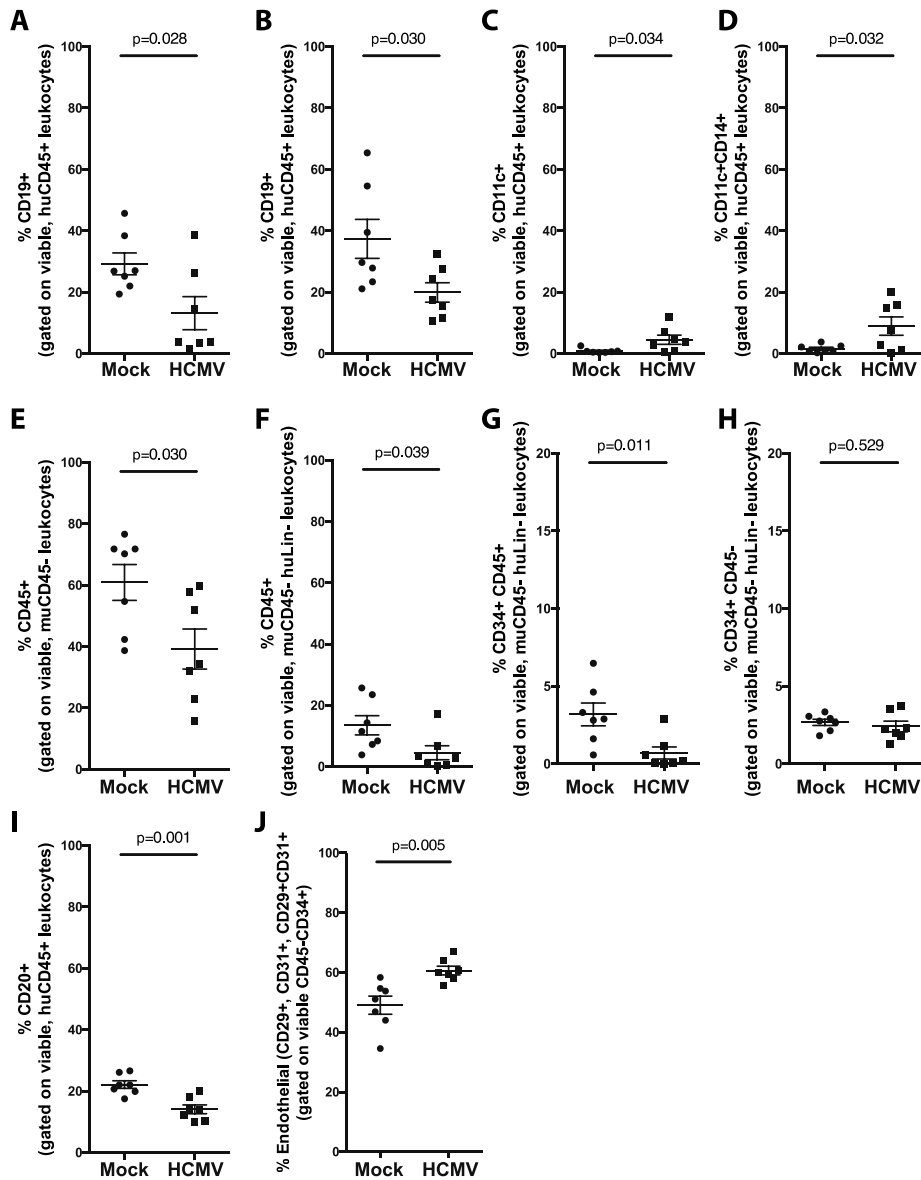 A
% CD19+
(gated on viable, huCD45+ leukocytes)
p=0.028
100
80
60
40
20
0
Mock HCMV
B
% CD19+
(gated on viable, huCD45+ leukocytes)
p=0.030
100
80
60
40
20
0
Mock HCMV
C
% CD11c+
(gated on viable, huCD45+ leukocytes)
p=0.034
100
80
60
40
20
0
Mock HCMV
D
% CD11c+CD14+
(gated on viable, huCD45+ leukocytes)
p=0.032
100
80
60
40
20
0
Mock HCMV
E
% CD45+
(gated on viable, muCD45- leukocytes)
p=0.030
100
80
60
40
20
0
Mock HCMV
F
% CD45+
(gated on viable, muCD45- huLin- leukocytes)
p=0.039
100
80
60
40
20
0
Mock HCMV
G
% CD34+ CD45+
(gated on viable, muCD45- huLin- leukocytes)
p=0.011
20
15
10
5
0
Mock HCMV
H
% CD34+ CD45-
(gated on viable, muCD45- huLin- leukocytes)
p=0.529
20
15
10
5
0
Mock HCMV
I
% CD20+
(gated on viable, huCD45+ leukocytes)
p=0.001
100
80
60
40
20
0
Mock HCMV
J
% Endothelial (CD29+, CD31+, CD29+CD31+
(gated on viable CD45-CD34+)
p=0.005
100
80
60
40
20
0
Mock HCMV